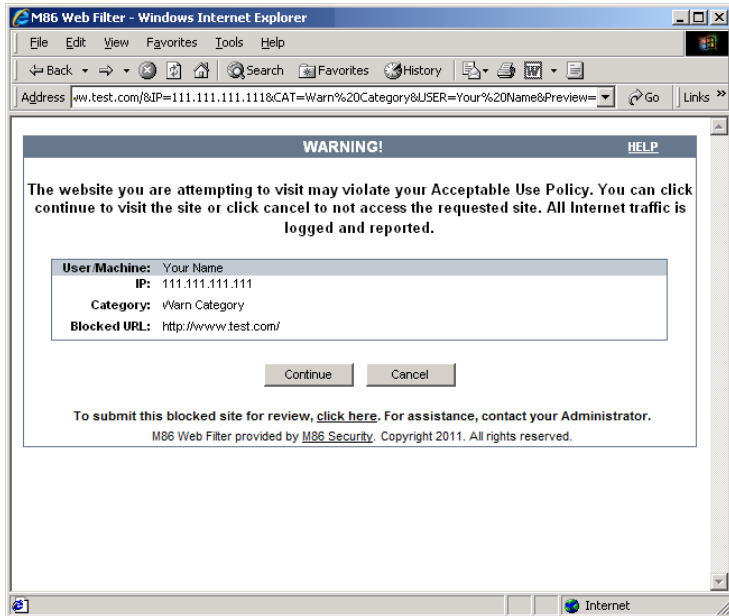 M86 Web Filter - Windows Internet Explorer
File Edit View Favorites Tools Help
Back Search Favorites History
Address ww.test.com/&IP=111.111.111.111&CAT=Warn%20Category&USER=Your%20Name&Preview= Go Links »
WARNING! HELP
The website you are attempting to visit may violate your Acceptable Use Policy. You can click
continue to visit the site or click cancel to not access the requested site. All Internet traffic is
logged and reported.
User/Machine: Your Name
IP: 111.111.111.111
Category: Warn Category
Blocked URL: http://www.test.com/
Continue Cancel
To submit this blocked site for review, click here. For assistance, contact your Administrator.
M86 Web Filter provided by M86 Security. Copyright 2011. All rights reserved.
Internet